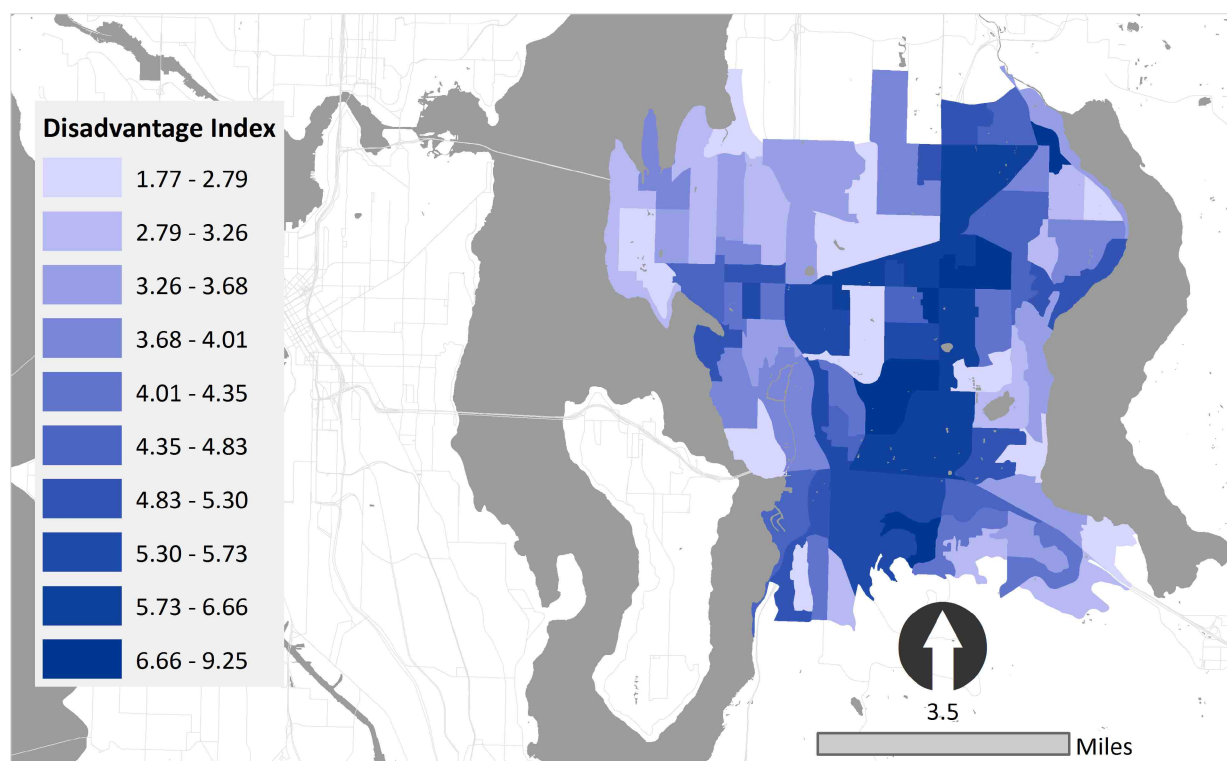 Disadvantage Index
1.77 - 2.79
2.79 - 3.26
3.26 - 3.68
3.68 - 4.01
4.01 - 4.35
4.35 - 4.83
4.83 - 5.30
5.30 - 5.73
5.73 - 6.66
6.66 - 9.25
3.5
Miles